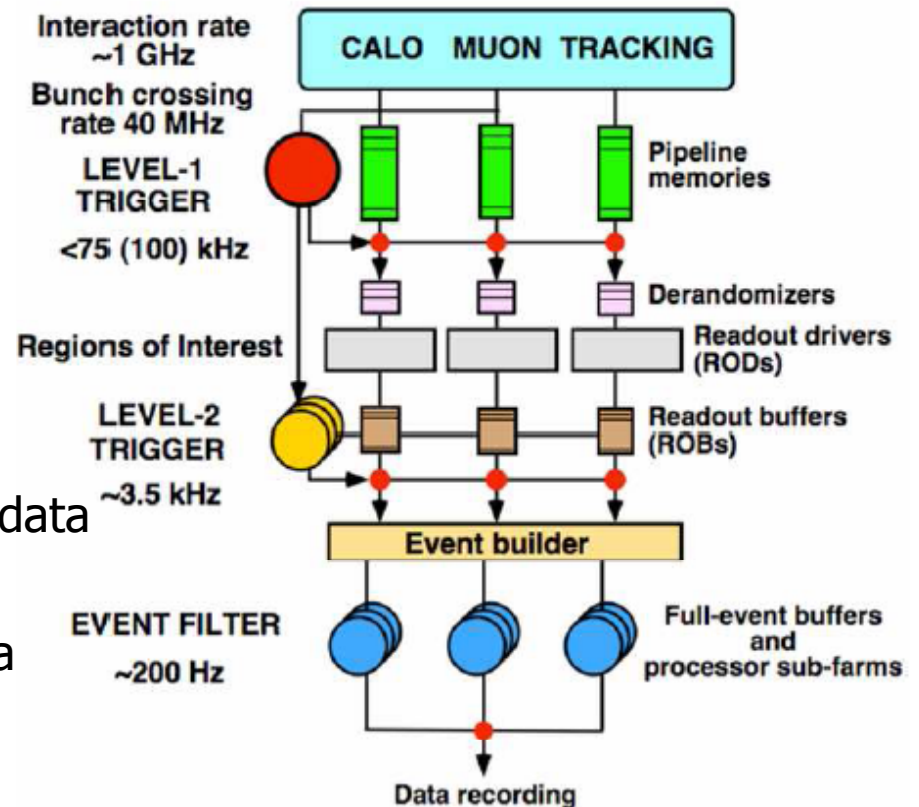 Interaction rate
~1 GHz
CALO MUON TRACKING
Bunch crossing
rate 40 MHz
LEVEL-1
TRIGGER
Pipeline
memories
<75 (100) kHz
Derandomizers
Regions of Interest
Readout drivers
(RODs)
LEVEL-2
TRIGGER
Readout buffers
(ROBs)
~3.5 kHz
data
Event builder
EVENT FILTER
~200 Hz
a
Full-event buffers
and
processor sub-farms
Data recording